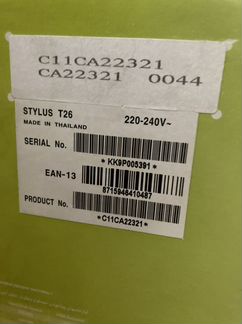 C11CA22321
CA22321 0044
STYLUS T26
220-240V~
MADE IN THAILAND
SERIAL No.
*KK9P005391*
EAN-13
8715946410487
PRODUCT No.
*C11CA22321*